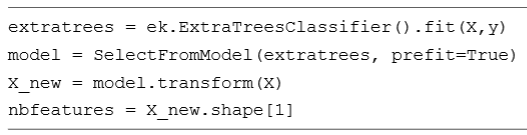 extratrees = ek.ExtraTreesClassifier().fit(X,y)
model = SelectFromModel(extratrees, prefit=True)
X_new = model.transform(X)
nbfeatures = X_new.shape[1]